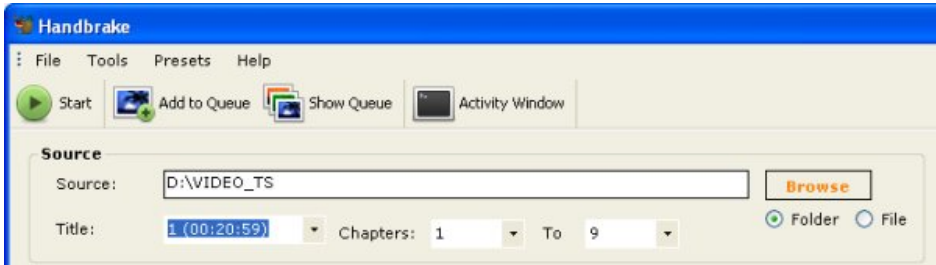 Handbrake
File Tools Presets Help
Start Add to Queue Show Queue Activity Window
Source
Source: D:\VIDEO_TS Browse
Title: 1 (00:20:59) Chapters: 1 To 9 Folder File